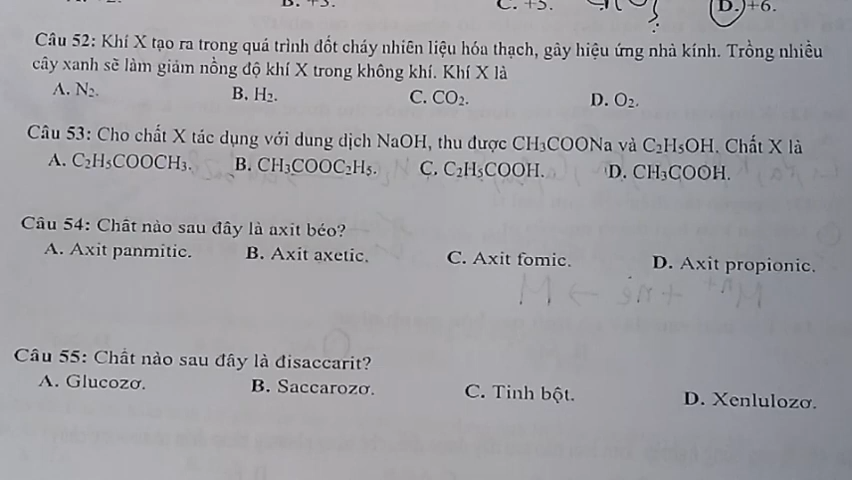 C. +5.
D. +6.
Câu 52: Khí X tạo ra trong quá trình đốt cháy nhiên liệu hóa thạch, gây hiệu ứng nhà kính. Trồng nhiều
cây xanh sẽ làm giảm nồng độ khí X trong không khí. Khí X là
A. N₂. B. H₂. C. CO₂. D. O₂.
Câu 53: Cho chất X tác dụng với dung dịch NaOH, thu được CH₃COONa và C₂H₅OH. Chất X là
A. C₂H₅COOCH₃. B. CH₃COOC₂H₅. C. C₂H₅COOH. D. CH₃COOH.
Câu 54: Chất nào sau đây là axit béo?
A. Axit panmitic. B. Axit axetic. C. Axit fomic. D. Axit propionic.
Câu 55: Chất nào sau đây là đisaccarit?
A. Glucozơ. B. Saccarozơ. C. Tinh bột. D. Xenlulozơ.